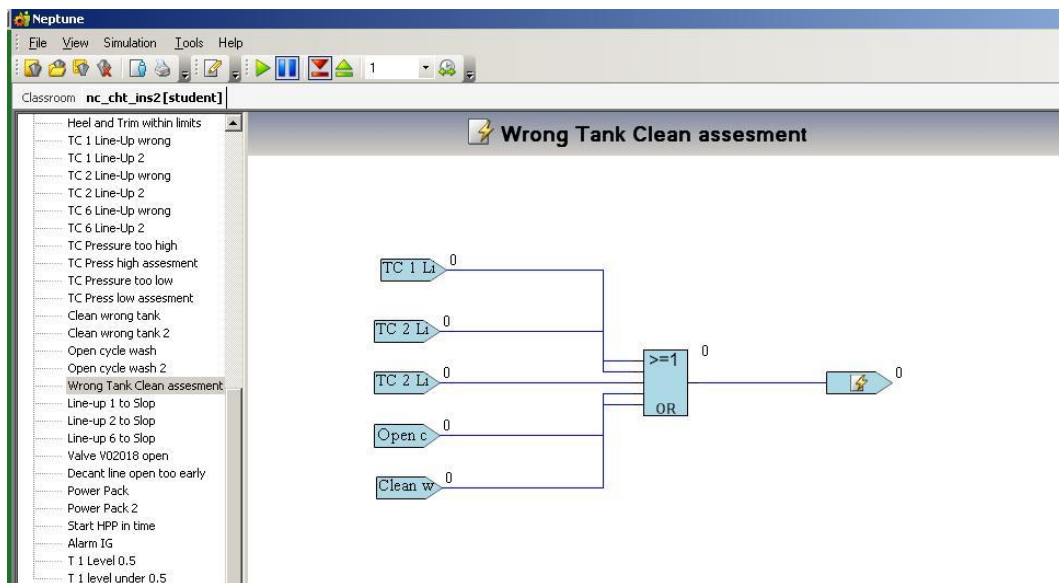 Neptune
File View Simulation Tools Help
1
Classroom nc_cht_ins2[student]
Heel and Trim within limits
TC 1 Line-Up wrong
TC 1 Line-Up 2
TC 2 Line-Up wrong
TC 2 Line-Up 2
TC 6 Line-Up wrong
TC 6 Line-Up 2
TC Pressure too high
TC Press high assesment
TC Pressure too low
TC Press low assesment
Clean wrong tank
Clean wrong tank 2
Open cycle wash
Open cycle wash 2
Wrong Tank Clean assesment
Line-up 1 to Slop
Line-up 2 to Slop
Line-up 6 to Slop
Valve V02018 open
Decant line open too early
Power Pack
Power Pack 2
Start HPP in time
Alarm IG
T 1 Level 0.5
T 1 level under 0.5
Wrong Tank Clean assesment
TC 1 Li 0
TC 2 Li 0
TC 2 Li 0
Open c 0
Clean w 0
>=1 0
OR
0